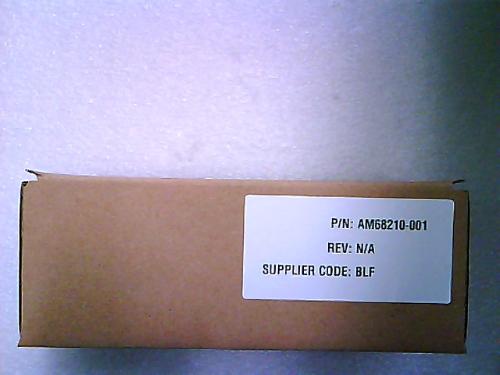 P/N: AM68210-001
REV: N/A
SUPPLIER CODE: BLF